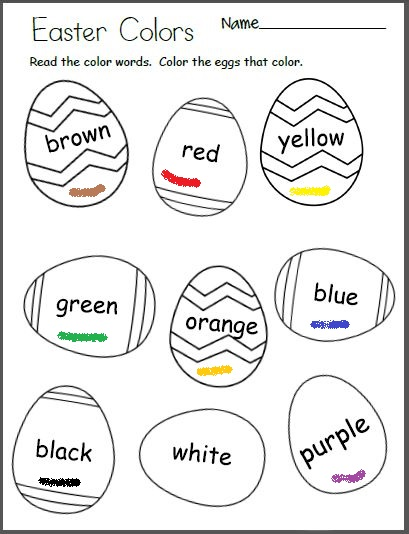 Easter Colors Name
Read the color words. Color the eggs that color.
brown
red
yellow
green
orange
blue
black
white
purple